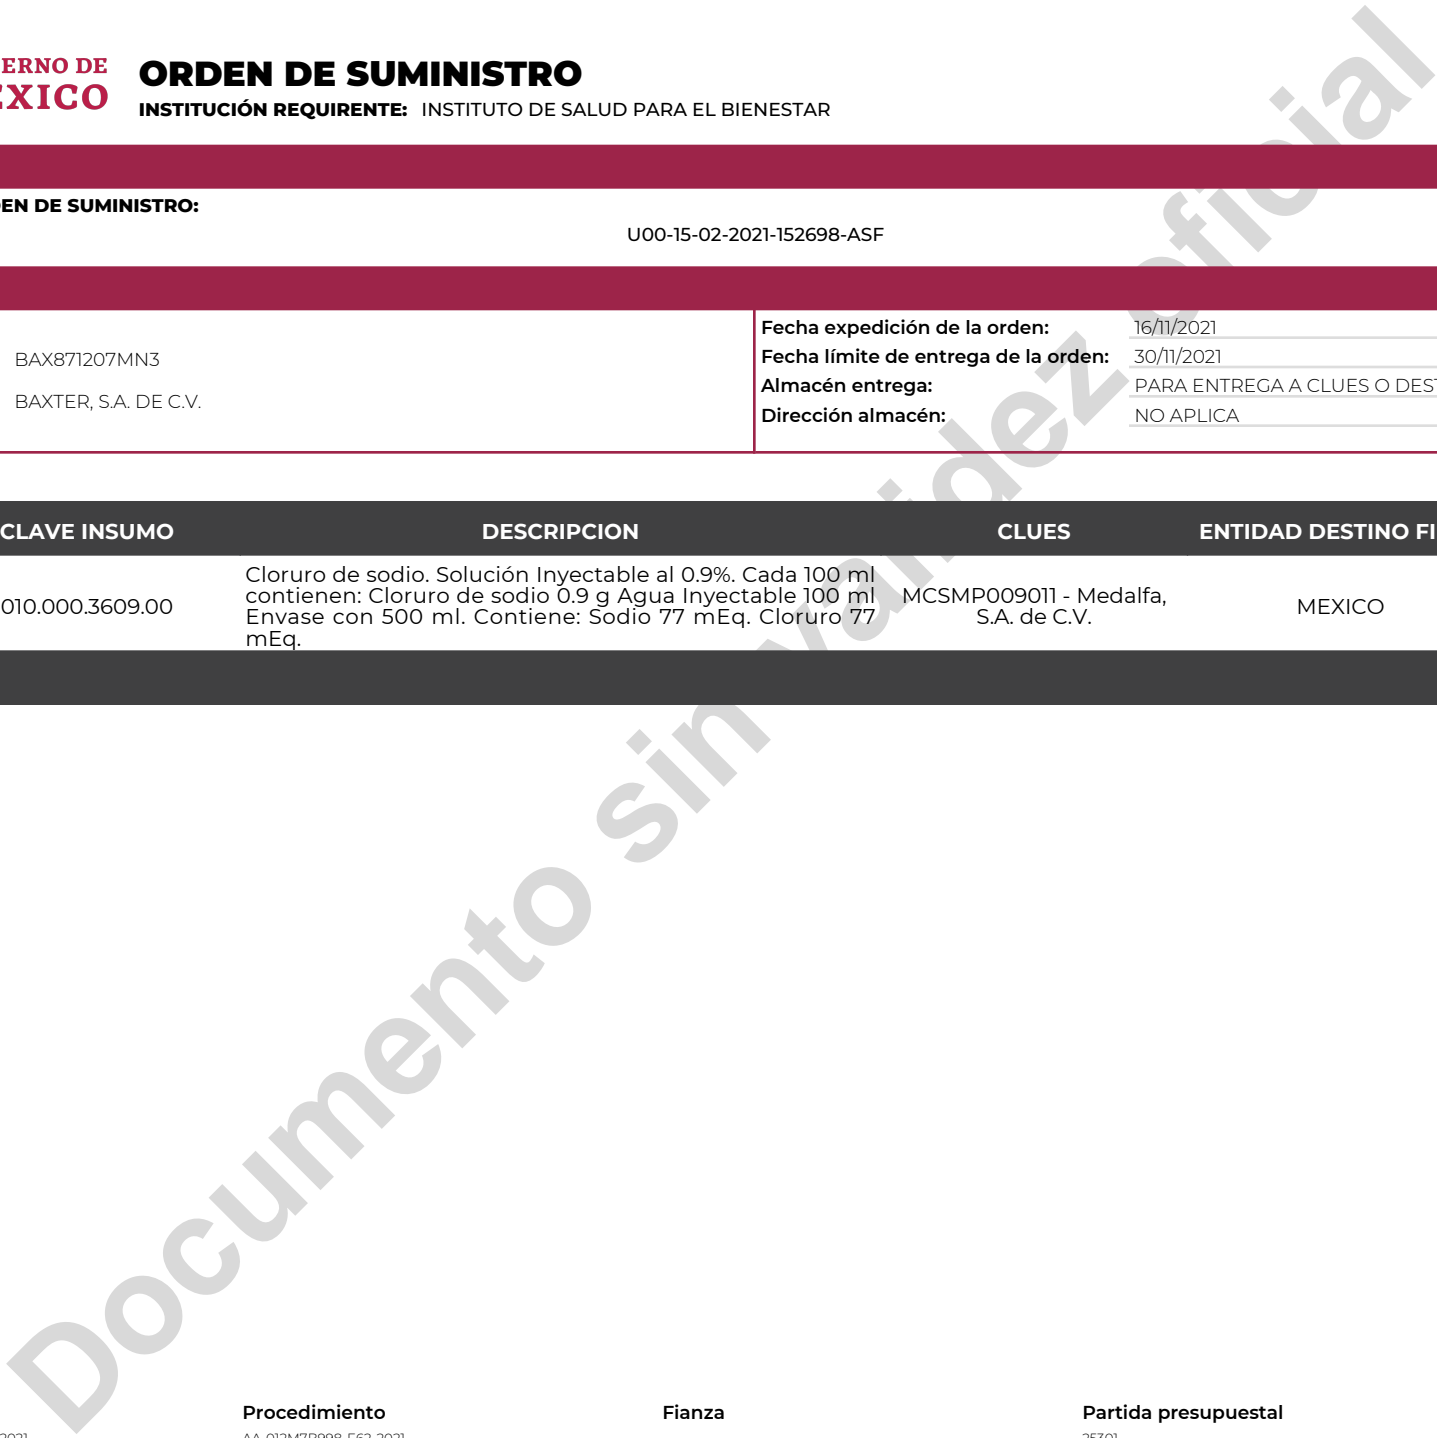 ERNO DE
EXICO
ORDEN DE SUMINISTRO
INSTITUCIÓN REQUIRENTE: INSTITUTO DE SALUD PARA EL BIENESTAR
EN DE SUMINISTRO:
U00-15-02-2021-152698-ASF
BAX871207MN3
BAXTER, S.A. DE C.V.
Fecha expedición de la orden: 16/11/2021
Fecha límite de entrega de la orden: 30/11/2021
Almacén entrega: PARA ENTREGA A CLUES O DES
Dirección almacén: NO APLICA
CLAVE INSUMO DESCRIPCION CLUES ENTIDAD DESTINO FI
010.000.3609.00
Cloruro de sodio. Solución Inyectable al 0.9%. Cada 100 ml
contienen: Cloruro de sodio 0.9 g Agua Inyectable 100 ml
Envase con 500 ml. Contiene: Sodio 77 mEq. Cloruro 77
mEq.
MCSMP009011 - Medalfa,
S.A. de C.V.
MEXICO
Documento sin validez oficial
Procedimiento Fianza Partida presupuestal